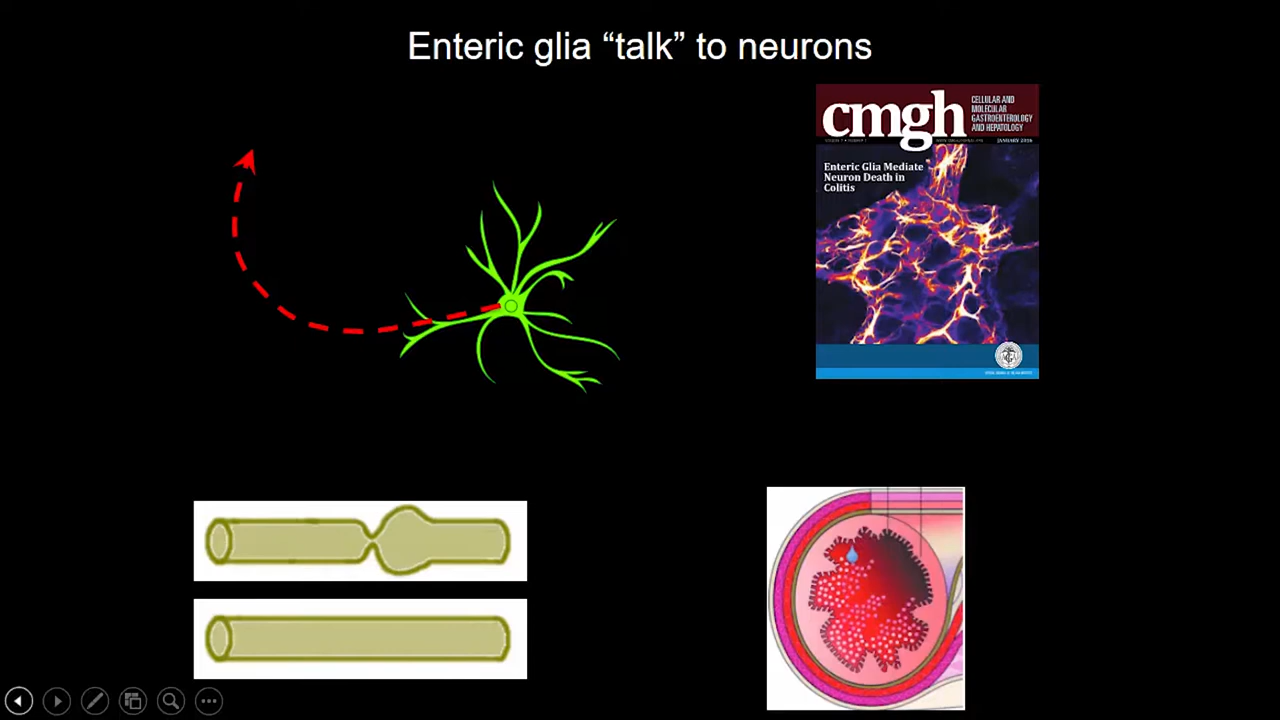 Enteric glia “talk” to neurons
cmgh
CELLULAR AND
MOLECULAR
GASTROENTEROLOGY
AND HEPATOLOGY
JANUARY 2016
Enteric Glia Mediate
Neuron Death in
Colitis